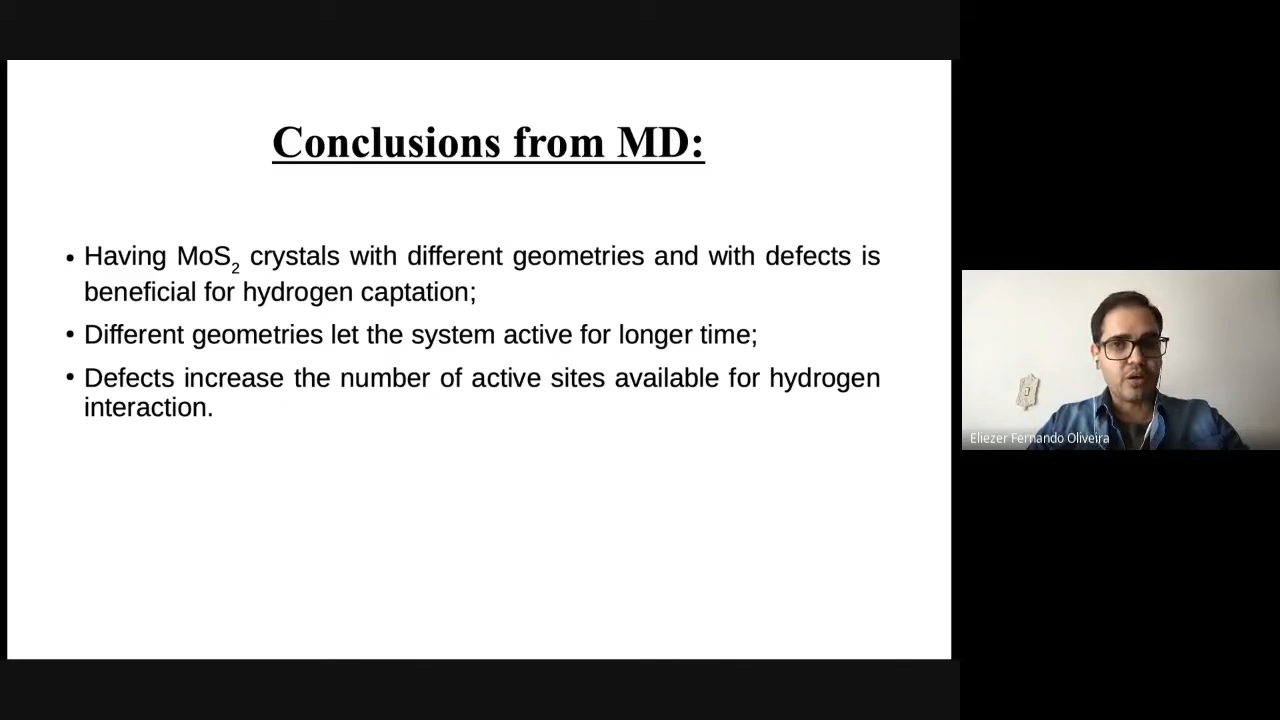 Conclusions from MD:
• Having MoS2 crystals with different geometries and with defects is
beneficial for hydrogen captation;
• Different geometries let the system active for longer time;
• Defects increase the number of active sites available for hydrogen
interaction.
Eliezer Fernando Oliveira